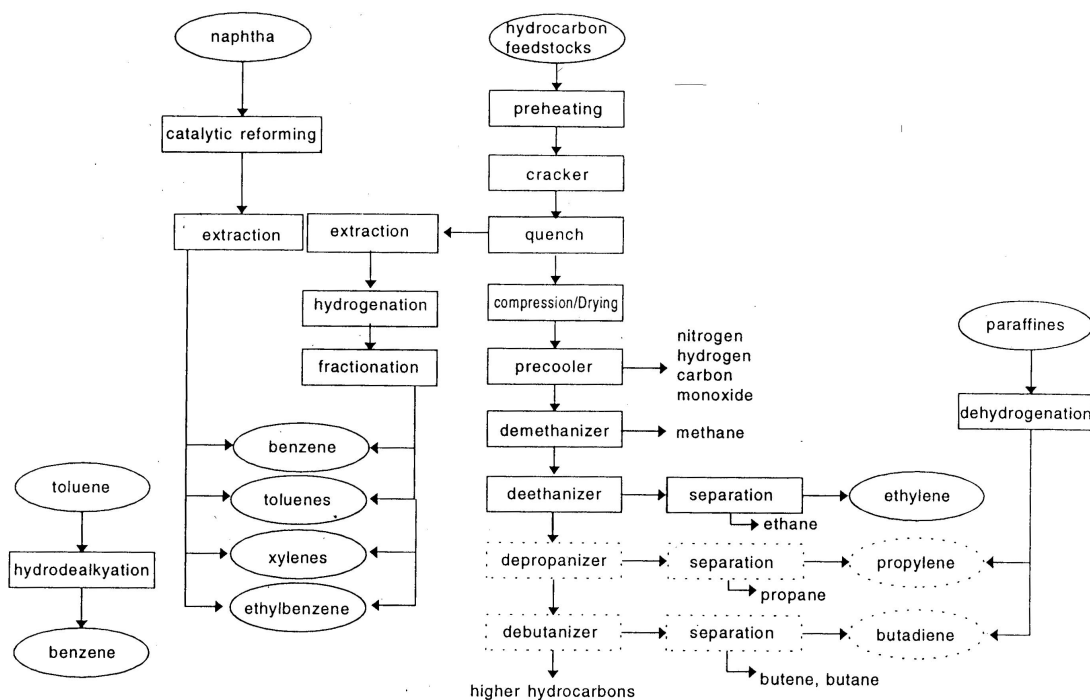 naphtha
hydrocarbon
feedstocks
preheating
catalytic reforming
cracker
extraction
extraction
quench
hydrogenation
compression/Drying
paraffines
nitrogen
hydrogen
carbon
monoxide
fractionation
precooler
dehydrogenation
benzene
demethanizer
methane
toluene
toluenes
deethanizer
separation
ethylene
ethane
hydrodealkyation
xylenes
depropanizer
separation
propylene
propane
ethylbenzene
debutanizer
separation
butadiene
benzene
butene, butane
higher hydrocarbons